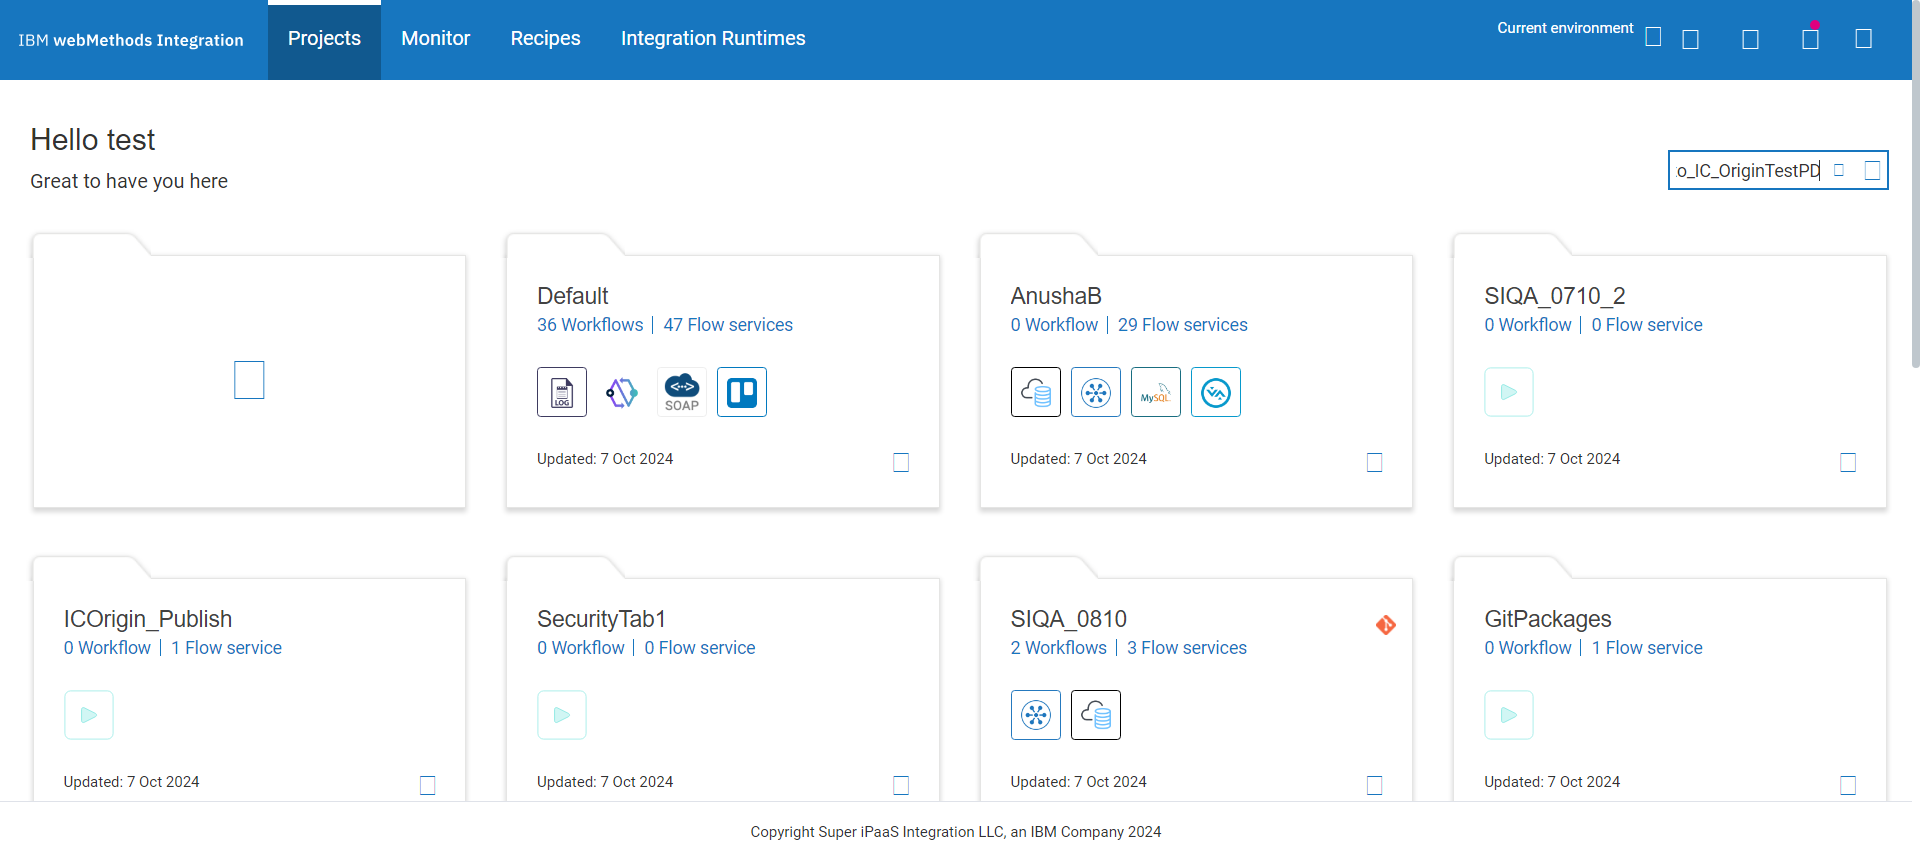 IBM webMethods Integration
Projects
Monitor
Recipes
Integration Runtimes
Current environment
Hello test
Great to have you here
o_IC_OriginTestPD
Default
36 Workflows | 47 Flow services
LOG
SOAP
Updated: 7 Oct 2024
AnushaB
0 Workflow | 29 Flow services
MySQL
Updated: 7 Oct 2024
SIQA_0710_2
0 Workflow | 0 Flow service
Updated: 7 Oct 2024
ICOrigin_Publish
0 Workflow | 1 Flow service
Updated: 7 Oct 2024
SecurityTab1
0 Workflow | 0 Flow service
Updated: 7 Oct 2024
SIQA_0810
2 Workflows | 3 Flow services
Updated: 7 Oct 2024
GitPackages
0 Workflow | 1 Flow service
Updated: 7 Oct 2024
Copyright Super iPaaS Integration LLC, an IBM Company 2024